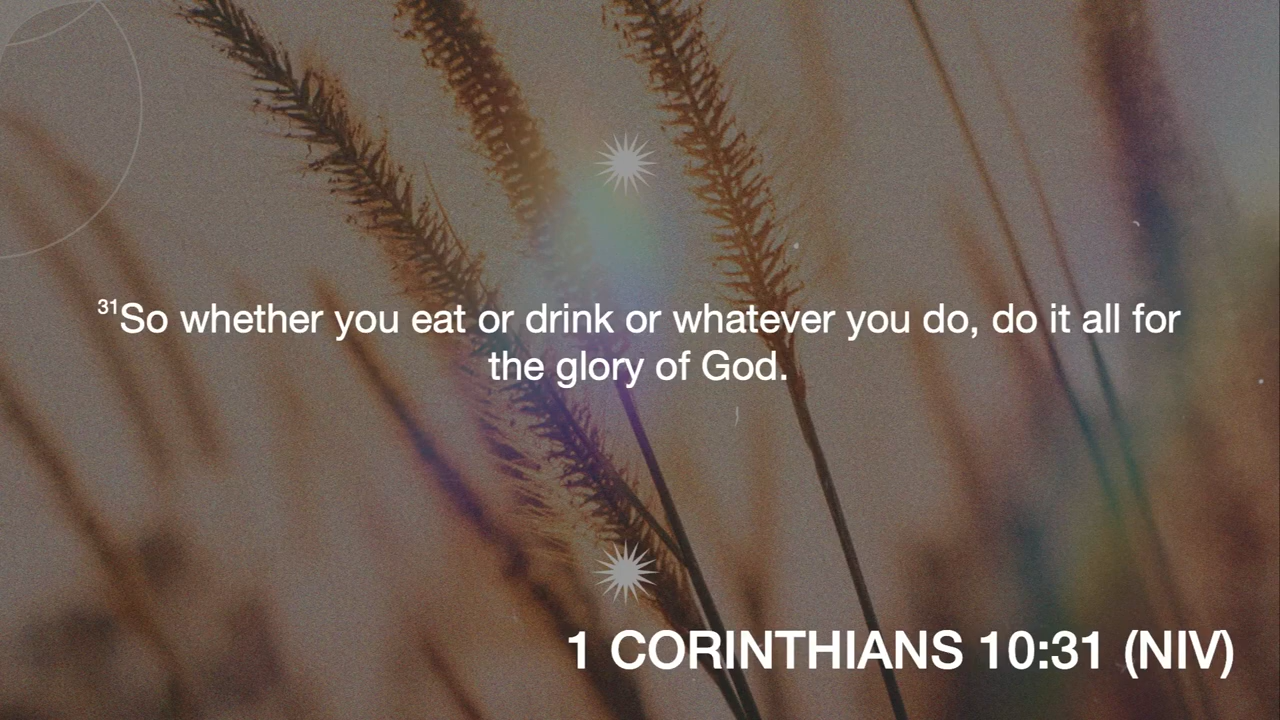 31So whether you eat or drink or whatever you do, do it all for
the glory of God.
1 CORINTHIANS 10:31 (NIV)